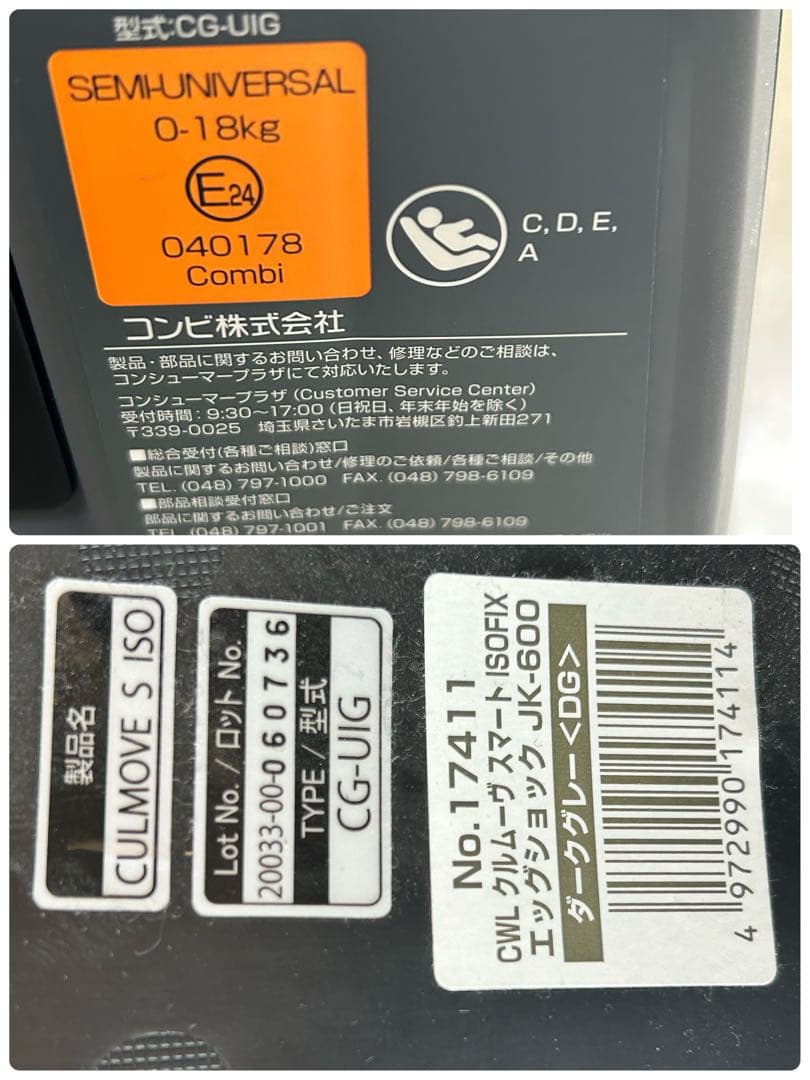 型式:CG-UIG
SEMI-UNIVERSAL
0-18kg
E24
040178
Combi
C, D, E,
A
コンビ株式会社
製品・部品に関するお問い合わせ、修理などのご相談は、
コンシューマープラザにて対応いたします。
コンシューマープラザ (Customer Service Center)
受付時間：9:30～17:00 (日祝日、年末年始を除く)
〒339-0025 埼玉県さいたま市岩槻区釣上新田271
■総合受付(各種ご相談)窓口
製品に関するお問い合わせ/修理のご依頼/各種ご相談/その他
TEL. (048) 797-1000 FAX. (048) 798-6109
■部品相談受付窓口
部品に関するお問い合わせ/ご注文
TEL. (048) 797-1001 FAX. (048) 798-6109
製品名
CULMOVE S ISO
Lot No. / ロット No.
20033-00-060736
TYPE / 型式
CG-UIG
No.17411
CWL クルムーヴ スマート ISOFIX
エッグショック JK-600
ダークグレー<DG>
4 972990 174114